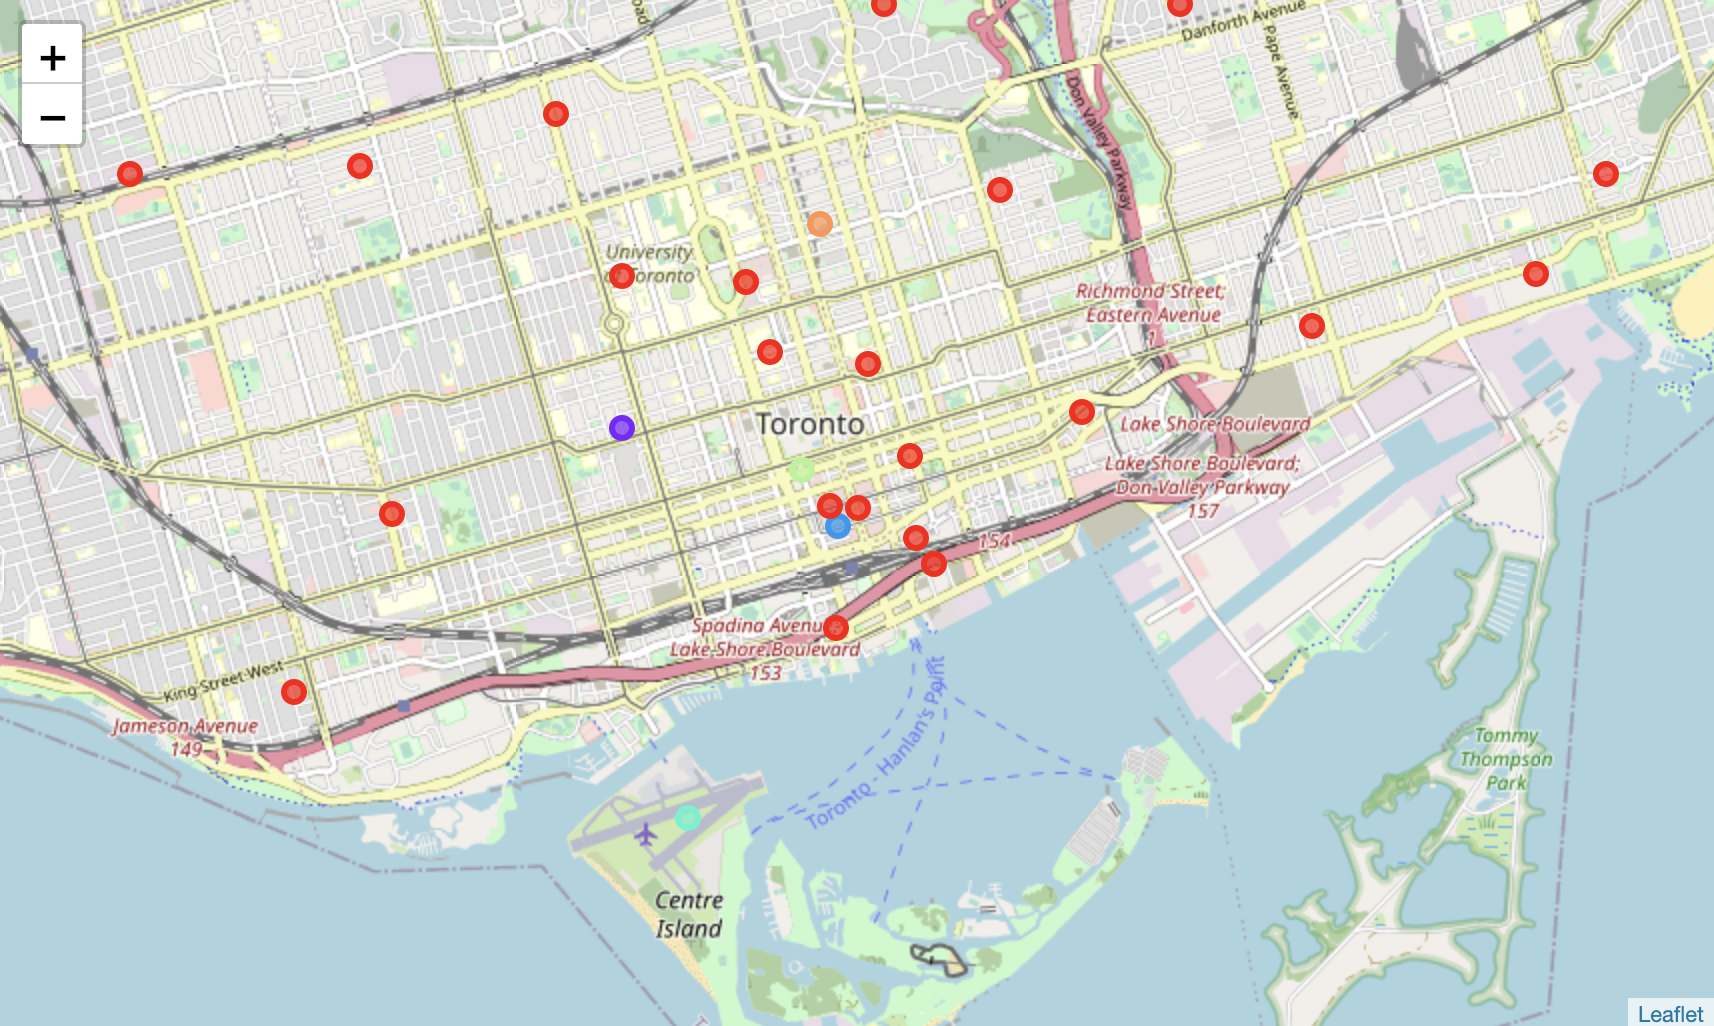 +
−
oad
Danforth Avenue
Pape Avenue
Don Valley Parkway
University
of Toronto
Richmond Street;
Eastern Avenue
Toronto
Lake Shore Boulevard
Lake Shore Boulevard;
Don Valley Parkway
157
154
Spadina Avenue
Lake Shore Boulevard
153
King Street West
Jameson Avenue
149
Toronto - Hanlan's Point
Tommy
Thompson
Park
Centre
Island
Leaflet